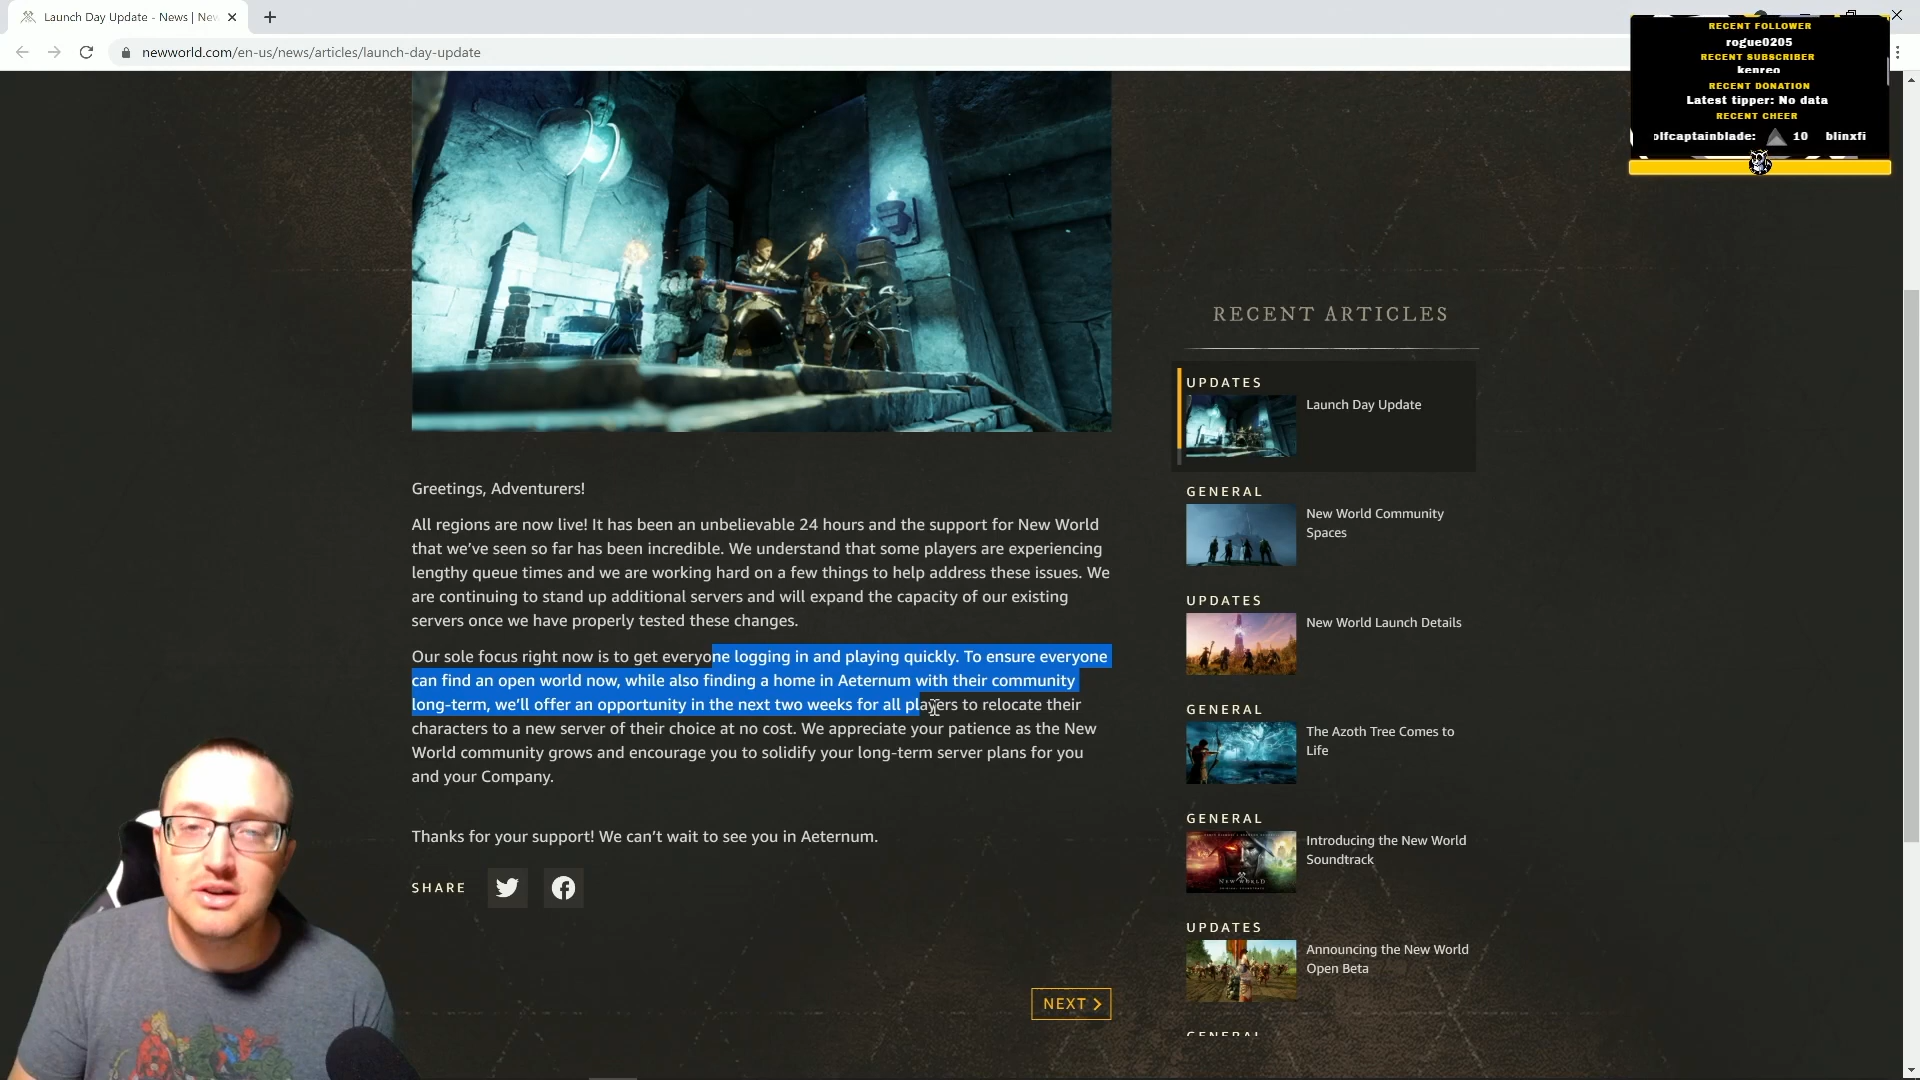 Launch Day Update - News | New
newworld.com/en-us/news/articles/launch-day-update
RECENT FOLLOWER
rogue0205
RECENT SUBSCRIBER
kenreo
RECENT DONATION
Latest tipper: No data
RECENT CHEER
olfcaptainblade: 10 blinxfi
Greetings, Adventurers!
All regions are now live! It has been an unbelievable 24 hours and the support for New World
that we’ve seen so far has been incredible. We understand that some players are experiencing
lengthy queue times and we are working hard on a few things to help address these issues. We
are continuing to stand up additional servers and will expand the capacity of our existing
servers once we have properly tested these changes.
Our sole focus right now is to get everyone logging in and playing quickly. To ensure everyone
can find an open world now, while also finding a home in Aeternum with their community
long-term, we’ll offer an opportunity in the next two weeks for all players to relocate their
characters to a new server of their choice at no cost. We appreciate your patience as the New
World community grows and encourage you to solidify your long-term server plans for you
and your Company.
Thanks for your support! We can’t wait to see you in Aeternum.
SHARE
NEXT
RECENT ARTICLES
UPDATES
Launch Day Update
GENERAL
New World Community
Spaces
UPDATES
New World Launch Details
GENERAL
The Azoth Tree Comes to
Life
GENERAL
Introducing the New World
Soundtrack
NEW WORLD
UPDATES
Announcing the New World
Open Beta
GENERAL